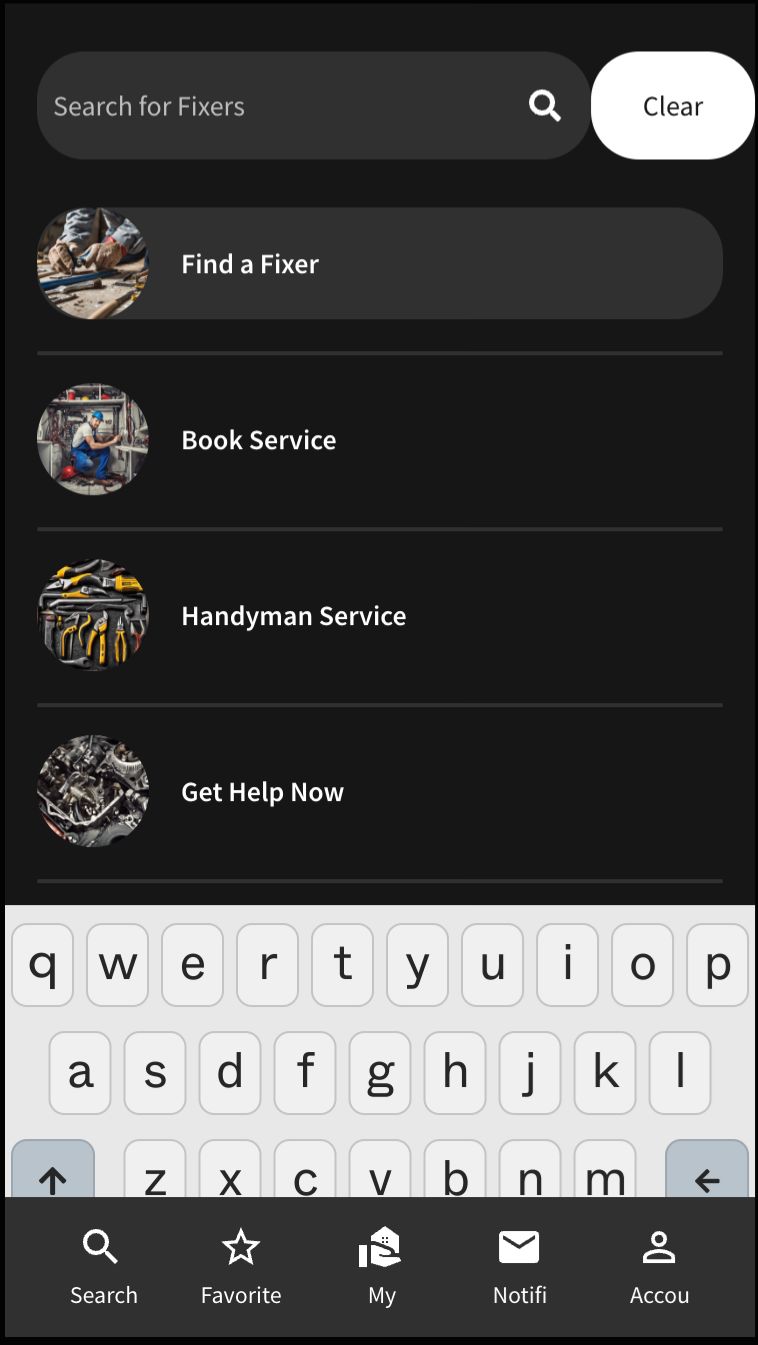 Search for Fixers
Clear
Find a Fixer
Book Service
Handyman Service
Get Help Now
q w e r t y u i o p
a s d f g h j k l
z x c v b n m
Search Favorite My Notifi Accou